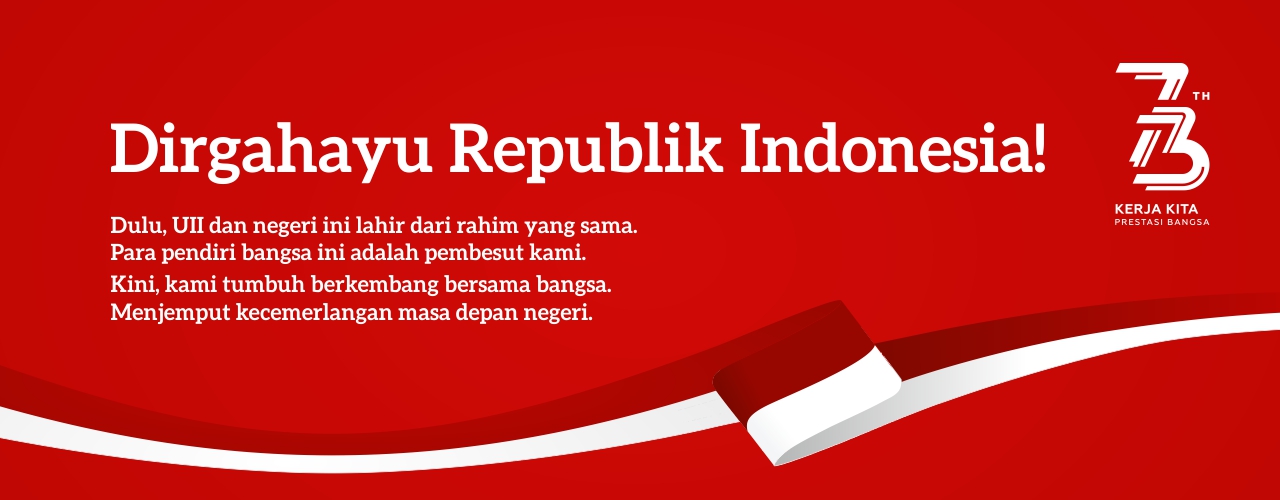 Dirgahayu Republik Indonesia!
Dulu, UII dan negeri ini lahir dari rahim yang sama.
Para pendiri bangsa ini adalah pembesut kami.
Kini, kami tumbuh berkembang bersama bangsa.
Menjemput kecemerlangan masa depan negeri.
73 TH
KERJA KITA
PRESTASI BANGSA